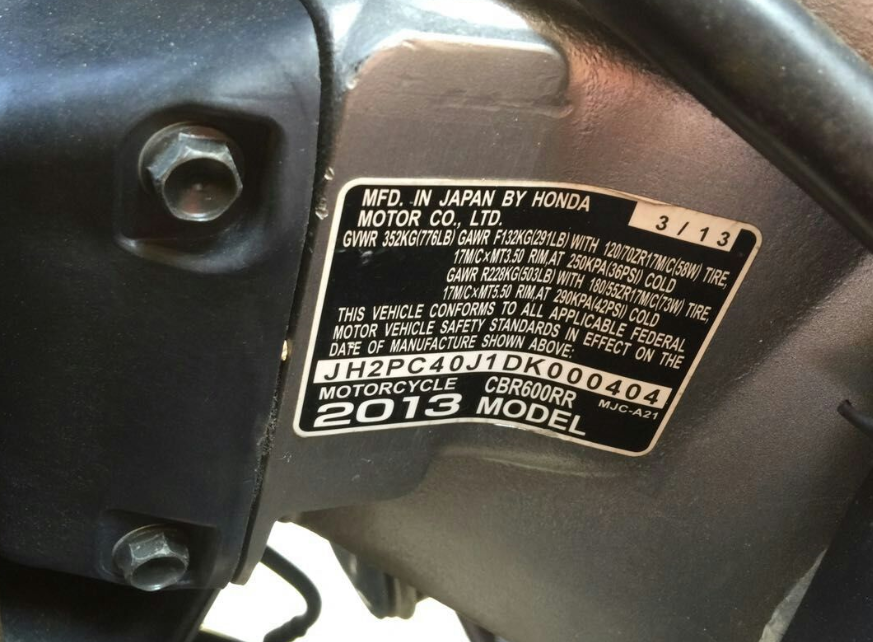 MFD. IN JAPAN BY HONDA
MOTOR CO., LTD.
3 / 13
GVWR 352KG(776LB) GAWR F132KG(291LB) WITH 120/70ZR17M/C(58W) TIRE,
17M/C×MT3.50 RIM,AT 250KPA(36PSI) COLD
GAWR R228KG(503LB) WITH 180/55ZR17M/C(73W) TIRE,
17M/C×MT5.50 RIM,AT 290KPA(42PSI) COLD
THIS VEHICLE CONFORMS TO ALL APPLICABLE FEDERAL
MOTOR VEHICLE SAFETY STANDARDS IN EFFECT ON THE
DATE OF MANUFACTURE SHOWN ABOVE:
JH2PC40J1DK000404
MOTORCYCLE CBR600RR MJC-A21
2013 MODEL